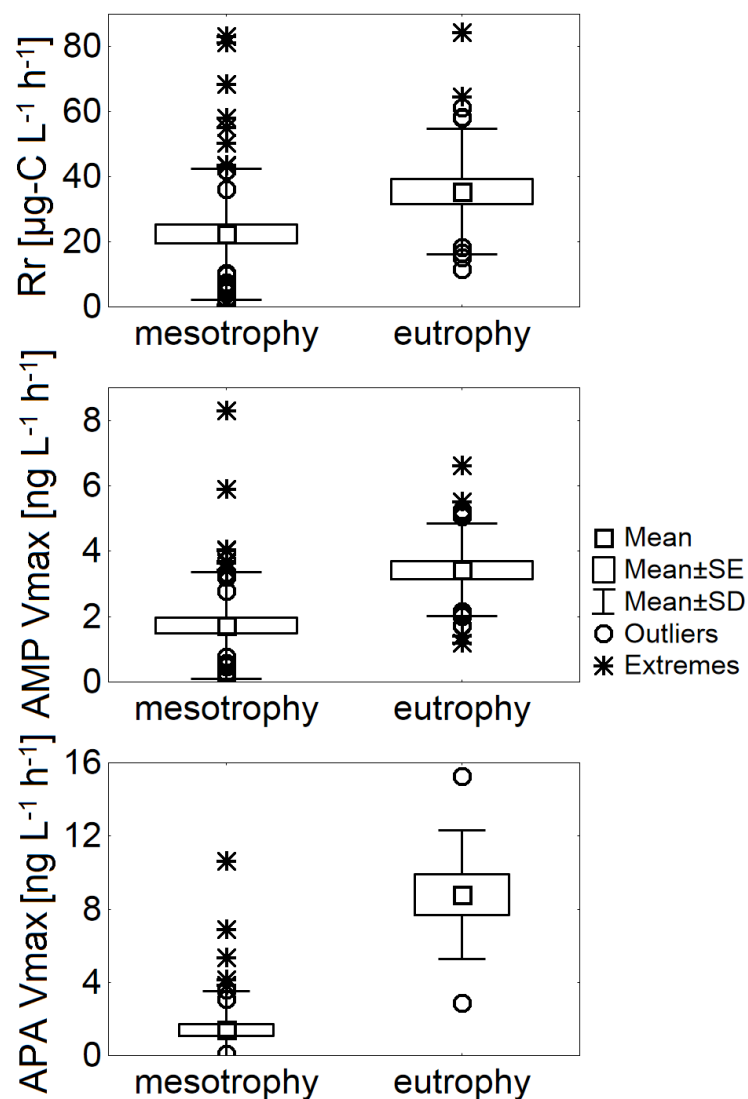 Rr [µg-C L⁻¹ h⁻¹]
80
60
40
20
0
mesotrophy eutrophy
AMP Vmax [ng L⁻¹ h⁻¹]
8
6
4
2
0
mesotrophy eutrophy
Mean
Mean±SE
Mean±SD
Outliers
Extremes
APA Vmax [ng L⁻¹ h⁻¹]
16
12
8
4
0
mesotrophy eutrophy